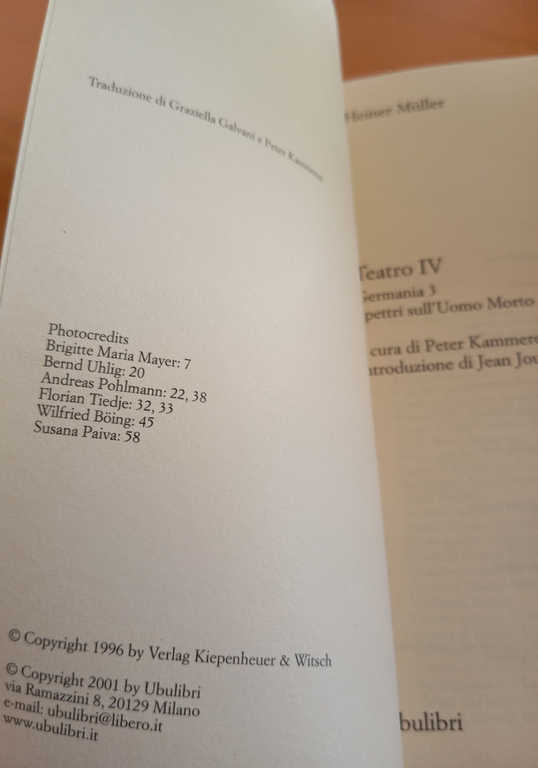 Traduzione di Graziella Galvani e Peter Kammerer
Photocredits
Brigitte Maria Mayer: 7
Bernd Uhlig: 20
Andreas Pohlmann: 22, 38
Florian Tiedje: 32, 33
Wilfried Böing: 45
Susana Paiva: 58
© Copyright 1996 by Verlag Kiepenheuer & Witsch
© Copyright 2001 by Ubulibri
via Ramazzini 8, 20129 Milano
e-mail: ubulibri@libero.it
www.ubulibri.it
Heiner Müller
Teatro IV
Germania 3
pettri sull'Uomo Morto
cura di Peter Kammere
ntroduzione di Jean Jou
bulibri